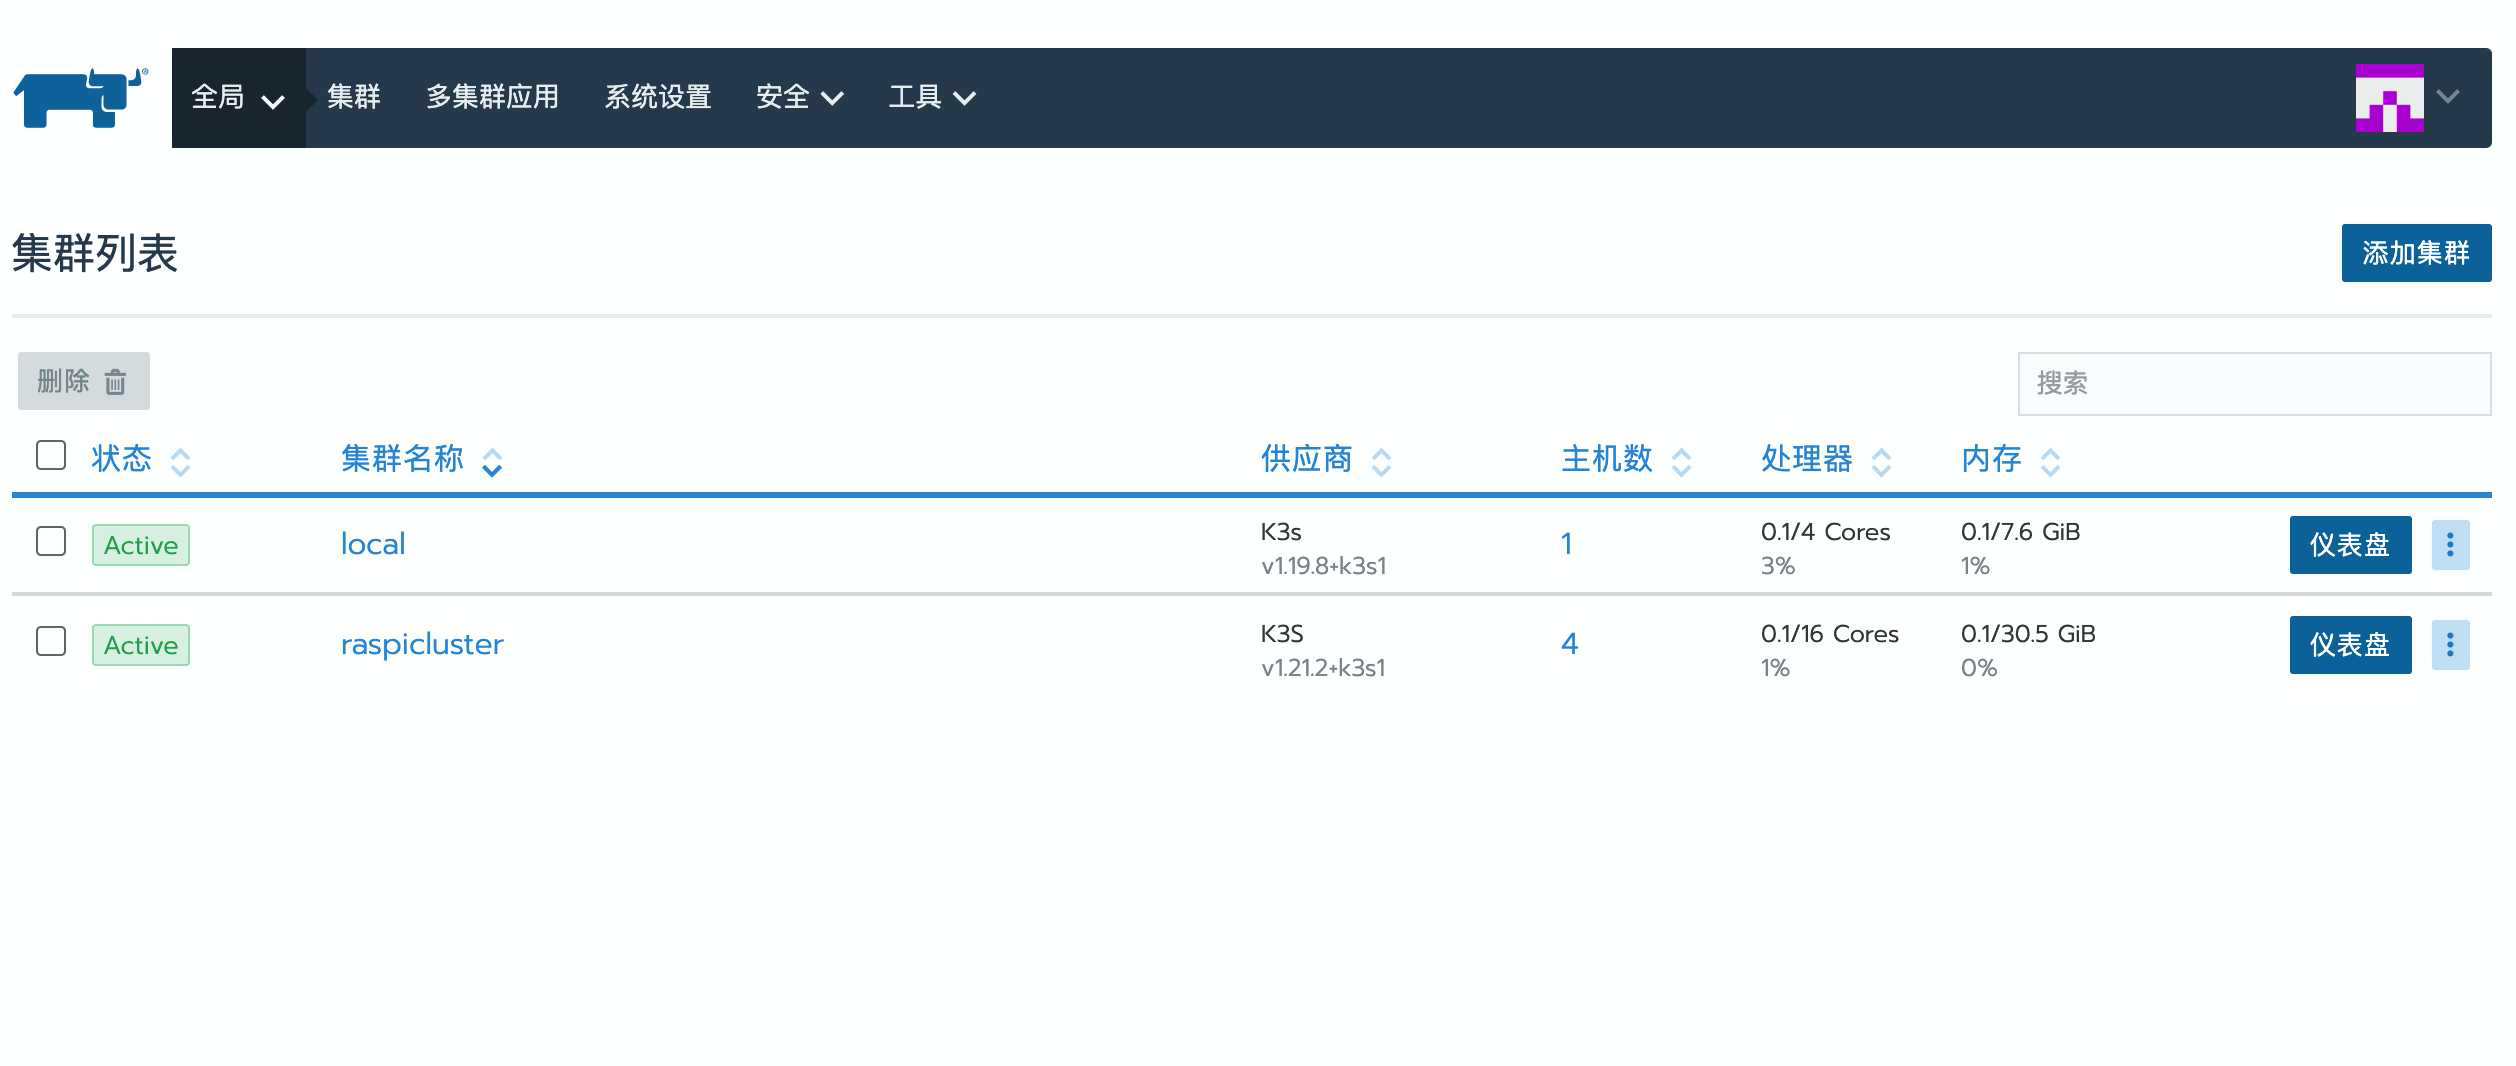 全局 集群 多集群应用 系统设置 安全 工具
集群列表 添加集群
删除 搜索
状态 集群名称 供应商 主机数 处理器 内存
Active local K3s 1 0.1/4 Cores 0.1/7.6 GiB 仪表盘
v1.19.8+k3s1 3% 1%
Active raspicluster K3S 4 0.1/16 Cores 0.1/30.5 GiB 仪表盘
v1.21.2+k3s1 1% 0%